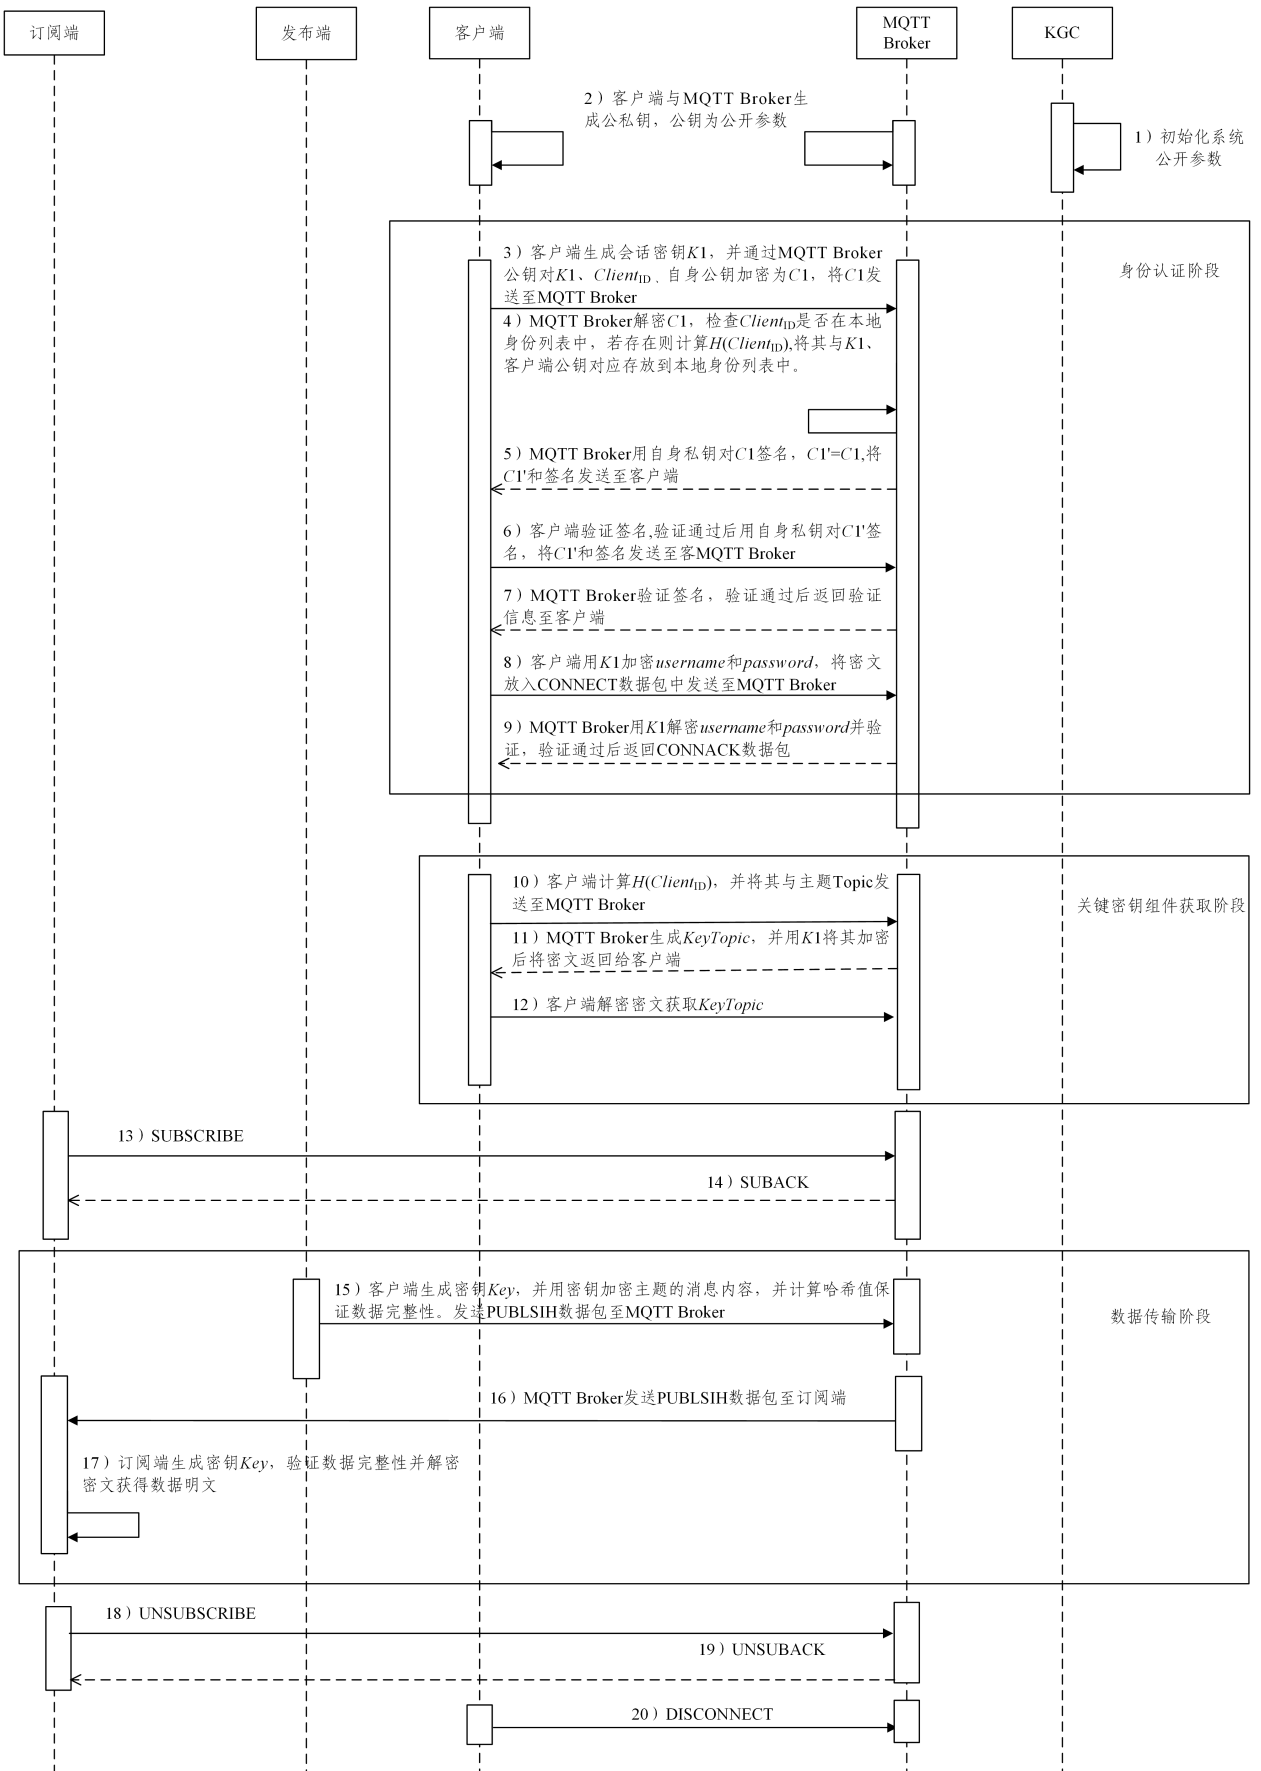 订阅端
发布端
客户端
MQTT
Broker
KGC
2）客户端与MQTT Broker生
成公私钥，公钥为公开参数
1）初始化系统
公开参数
身份认证阶段
3）客户端生成会话密钥K1，并通过MQTT Broker
公钥对K1、ClientID、自身公钥加密为C1，将C1发
送至MQTT Broker
4）MQTT Broker解密C1，检查ClientID是否在本地
身份列表中，若存在则计算H(ClientID),将其与K1、
客户端公钥对应存放到本地身份列表中。
5）MQTT Broker用自身私钥对C1签名，C1'=C1,将
C1'和签名发送至客户端
6）客户端验证签名,验证通过后用自身私钥对C1'签
名，将C1'和签名发送至客MQTT Broker
7）MQTT Broker验证签名，验证通过后返回验证
信息至客户端
8）客户端用K1加密username和password，将密文
放入CONNECT数据包中发送至MQTT Broker
9）MQTT Broker用K1解密username和password并验
证，验证通过后返回CONNACK数据包
关键密钥组件获取阶段
10）客户端计算H(ClientID)，并将其与主题Topic发
送至MQTT Broker
11）MQTT Broker生成KeyTopic，并用K1将其加密
后将密文返回给客户端
12）客户端解密密文获取KeyTopic
13）SUBSCRIBE
14）SUBACK
15）客户端生成密钥Key，并用密钥加密主题的消息内容，并计算哈希值保
证数据完整性。发送PUBLSIH数据包至MQTT Broker
数据传输阶段
16）MQTT Broker发送PUBLSIH数据包至订阅端
17）订阅端生成密钥Key，验证数据完整性并解密
密文获得数据明文
18）UNSUBSCRIBE
19）UNSUBACK
20）DISCONNECT